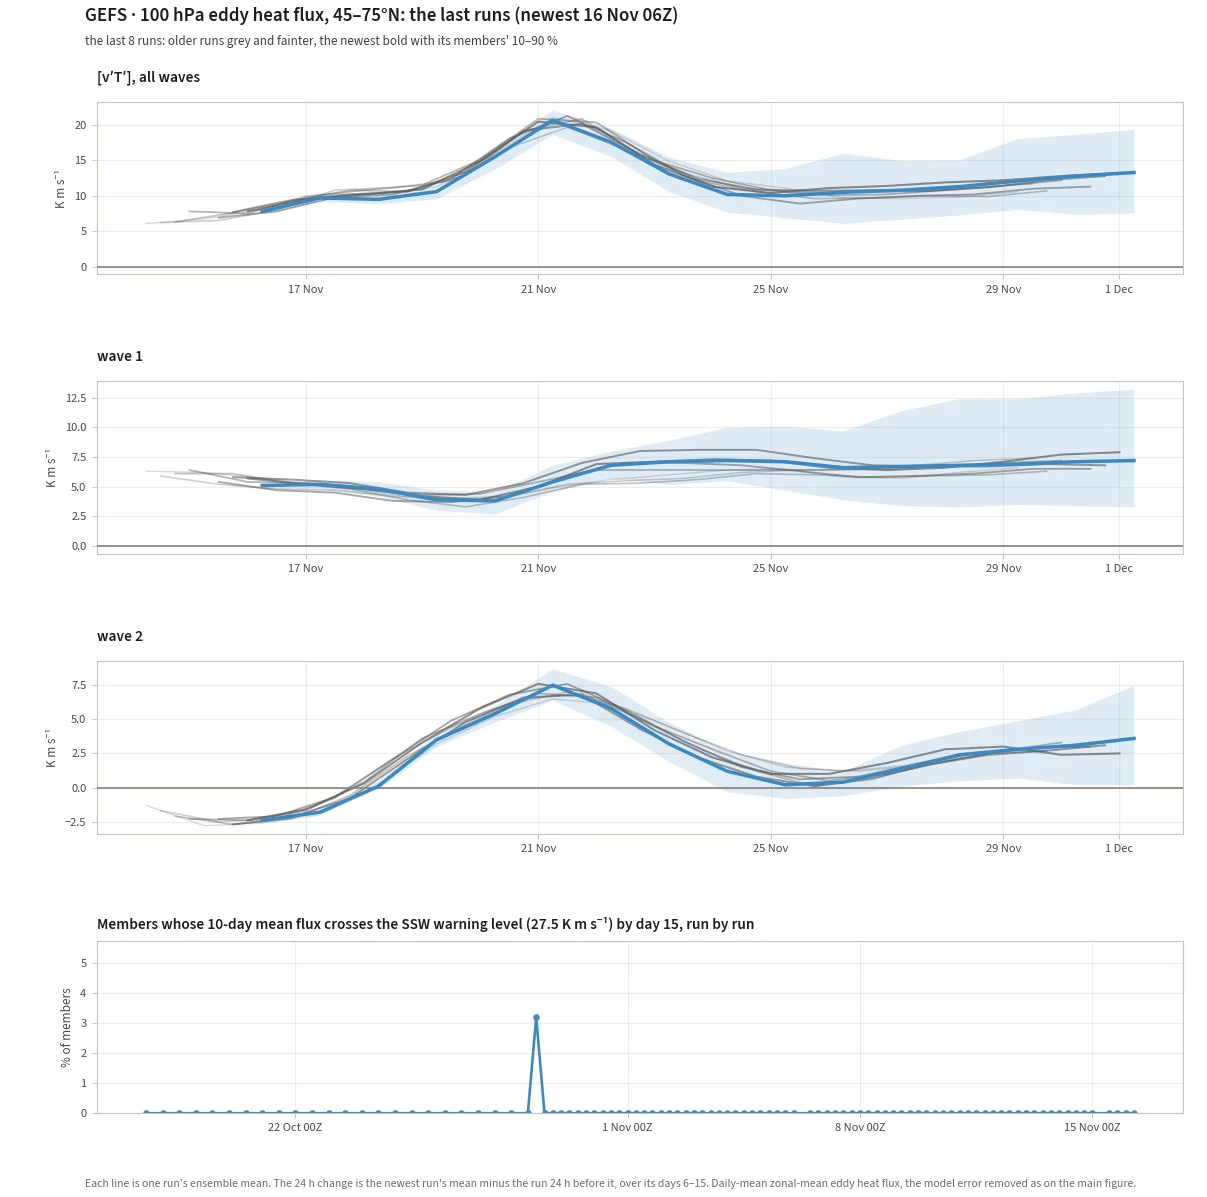 GEFS · 100 hPa eddy heat flux, 45–75°N: the last runs (newest 16 Nov 06Z)
the last 8 runs: older runs grey and fainter, the newest bold with its members' 10–90 %
[v′T′], all waves
K m s⁻¹
20
15
10
5
0
17 Nov
21 Nov
25 Nov
29 Nov
1 Dec
wave 1
K m s⁻¹
12.5
10.0
7.5
5.0
2.5
0.0
17 Nov
21 Nov
25 Nov
29 Nov
1 Dec
wave 2
K m s⁻¹
7.5
5.0
2.5
0.0
−2.5
17 Nov
21 Nov
25 Nov
29 Nov
1 Dec
Members whose 10-day mean flux crosses the SSW warning level (27.5 K m s⁻¹) by day 15, run by run
% of members
5
4
3
2
1
0
22 Oct 00Z
1 Nov 00Z
8 Nov 00Z
15 Nov 00Z
Each line is one run's ensemble mean. The 24 h change is the newest run's mean minus the run 24 h before it, over its days 6–15. Daily-mean zonal-mean eddy heat flux, the model error removed as on the main figure.